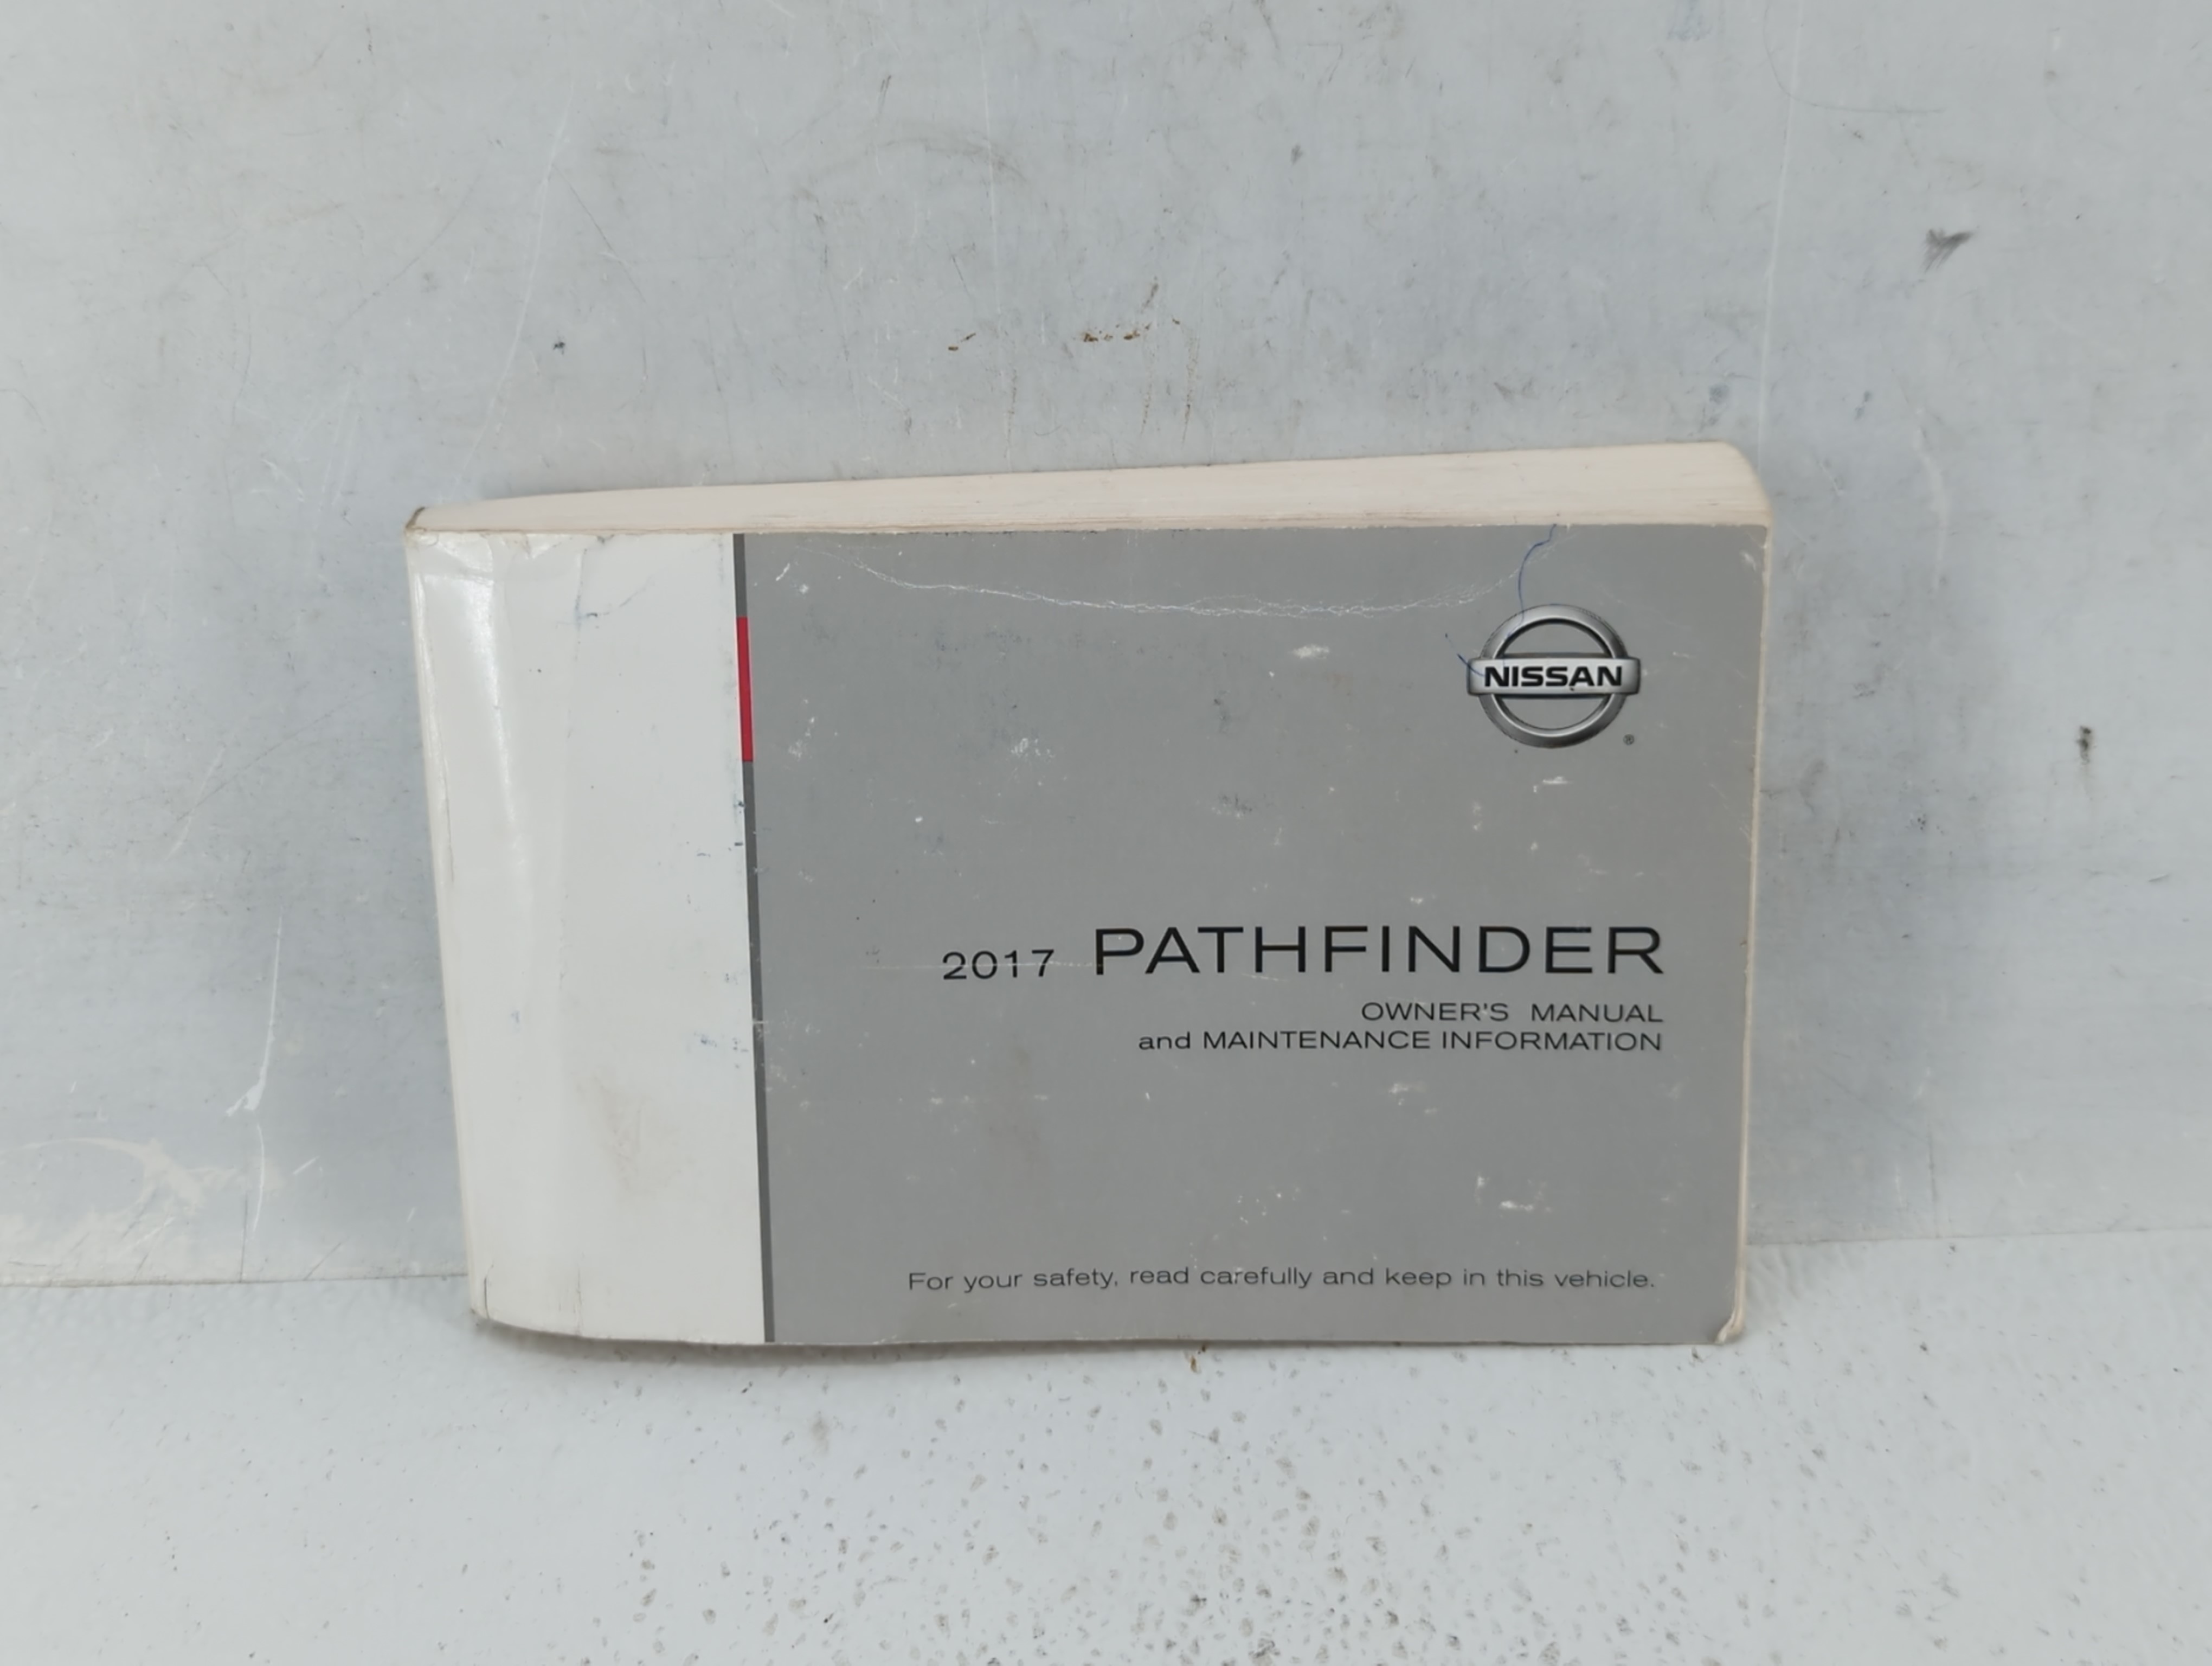 NISSAN
®
2017 PATHFINDER
OWNER'S MANUAL
and MAINTENANCE INFORMATION
For your safety, read carefully and keep in this vehicle.